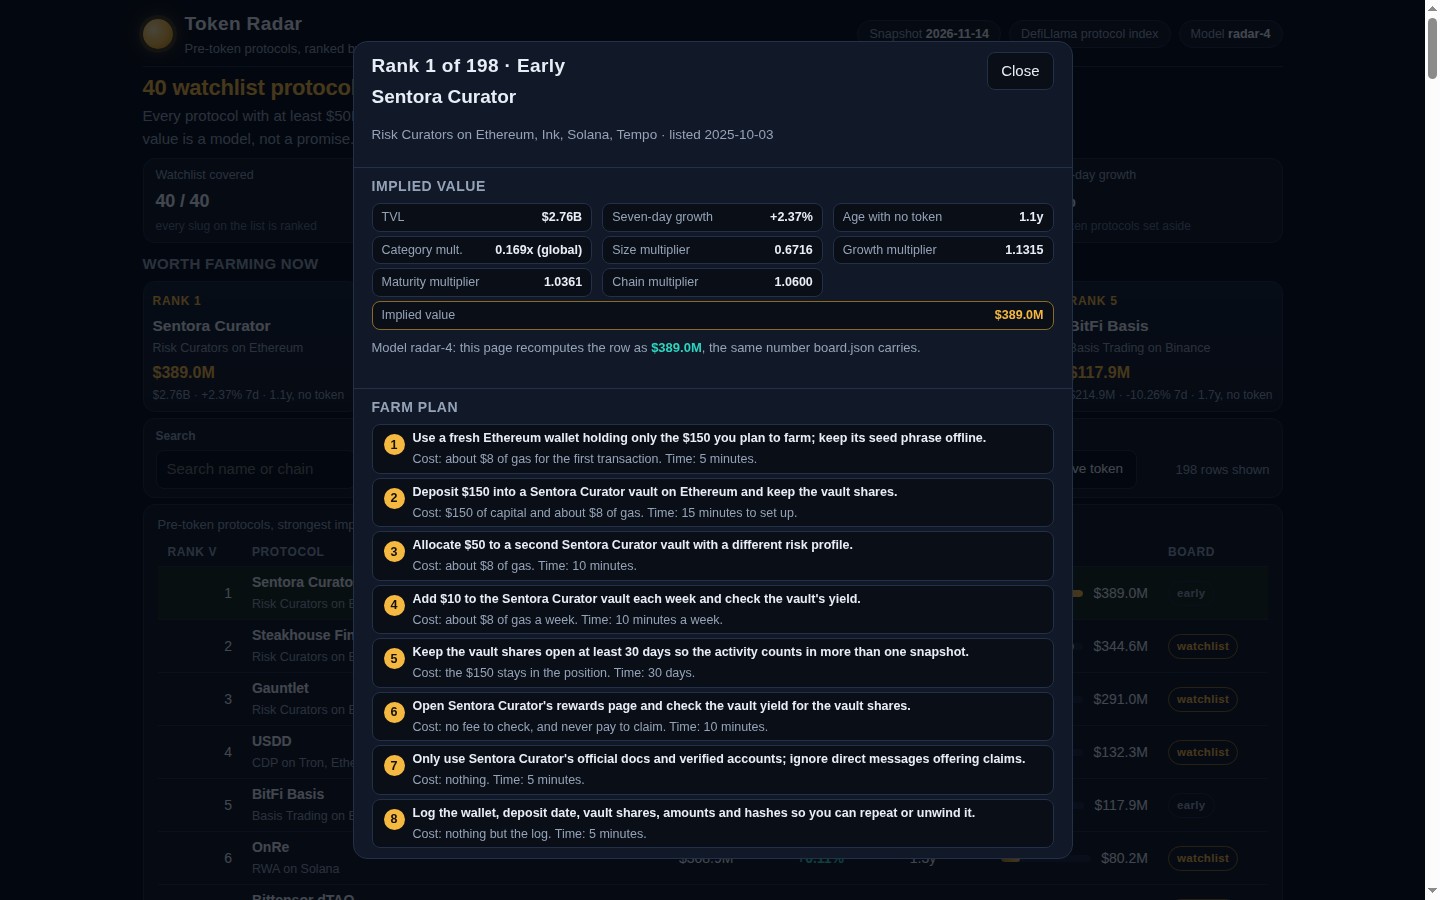 Token Radar
Pre-token protocols, ranked b
Snapshot 2026-11-14
DefiLlama protocol index
Model radar-4
40 watchlist protocol
Every protocol with at least $50
value is a model, not a promise.
Watchlist covered
40 / 40
every slug on the list is ranked
-day growth
en protocols set aside
WORTH FARMING NOW
RANK 1
Sentora Curator
Risk Curators on Ethereum
$389.0M
$2.76B · +2.37% 7d · 1.1y, no token
RANK 5
BitFi Basis
Basis Trading on Binance
$117.9M
$214.9M · -10.26% 7d · 1.7y, no token
Search
Search name or chain
ve token
198 rows shown
Pre-token protocols, strongest imp
RANK V
PROTOCOL
BOARD
1
Sentora Curato
Risk Curators on E
$389.0M
early
2
Steakhouse Fin
Risk Curators on E
$344.6M
watchlist
3
Gauntlet
Risk Curators on E
$291.0M
watchlist
4
USDD
CDP on Tron, Ethe
$132.3M
watchlist
5
BitFi Basis
Basis Trading on B
$117.9M
early
6
OnRe
RWA on Solana
$80.2M
watchlist
Bittensor dTAO
Rank 1 of 198 · Early
Sentora Curator
Close
Risk Curators on Ethereum, Ink, Solana, Tempo · listed 2025-10-03
IMPLIED VALUE
TVL $2.76B
Seven-day growth +2.37%
Age with no token 1.1y
Category mult. 0.169x (global)
Size multiplier 0.6716
Growth multiplier 1.1315
Maturity multiplier 1.0361
Chain multiplier 1.0600
Implied value $389.0M
Model radar-4: this page recomputes the row as $389.0M, the same number board.json carries.
FARM PLAN
1
Use a fresh Ethereum wallet holding only the $150 you plan to farm; keep its seed phrase offline.
Cost: about $8 of gas for the first transaction. Time: 5 minutes.
2
Deposit $150 into a Sentora Curator vault on Ethereum and keep the vault shares.
Cost: $150 of capital and about $8 of gas. Time: 15 minutes to set up.
3
Allocate $50 to a second Sentora Curator vault with a different risk profile.
Cost: about $8 of gas. Time: 10 minutes.
4
Add $10 to the Sentora Curator vault each week and check the vault's yield.
Cost: about $8 of gas a week. Time: 10 minutes a week.
5
Keep the vault shares open at least 30 days so the activity counts in more than one snapshot.
Cost: the $150 stays in the position. Time: 30 days.
6
Open Sentora Curator's rewards page and check the vault yield for the vault shares.
Cost: no fee to check, and never pay to claim. Time: 10 minutes.
7
Only use Sentora Curator's official docs and verified accounts; ignore direct messages offering claims.
Cost: nothing. Time: 5 minutes.
8
Log the wallet, deposit date, vault shares, amounts and hashes so you can repeat or unwind it.
Cost: nothing but the log. Time: 5 minutes.